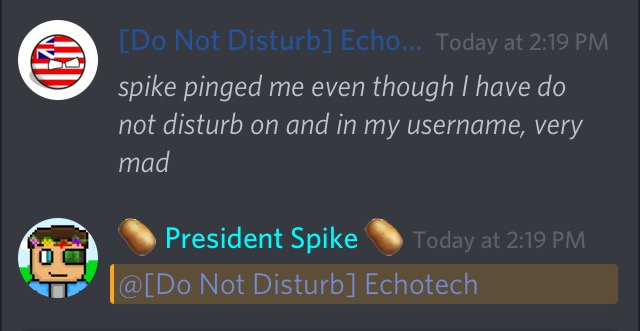 [Do Not Disturb] Echo... Today at 2:19 PM
spike pinged me even though I have do
not disturb on and in my username, very
mad
🥔 President Spike 🥔 Today at 2:19 PM
@[Do Not Disturb] Echotech